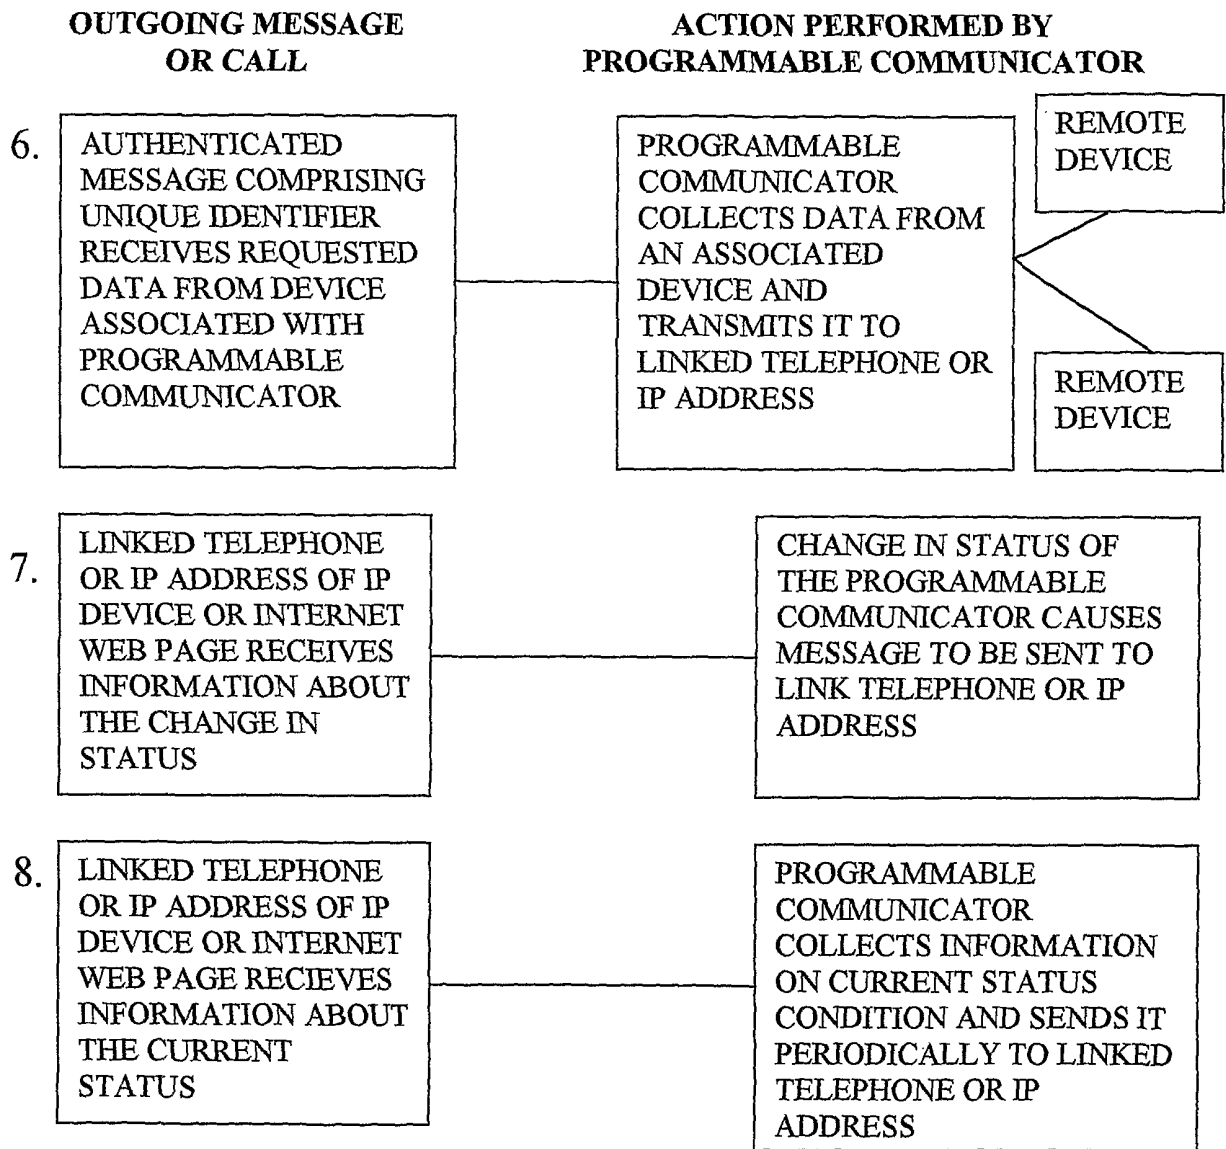 OUTGOING MESSAGE
OR CALL
ACTION PERFORMED BY
PROGRAMMABLE COMMUNICATOR
6.
AUTHENTICATED
MESSAGE COMPRISING
UNIQUE IDENTIFIER
RECEIVES REQUESTED
DATA FROM DEVICE
ASSOCIATED WITH
PROGRAMMABLE
COMMUNICATOR
PROGRAMMABLE
COMMUNICATOR
COLLECTS DATA FROM
AN ASSOCIATED
DEVICE AND
TRANSMITS IT TO
LINKED TELEPHONE OR
IP ADDRESS
REMOTE
DEVICE
REMOTE
DEVICE
7.
LINKED TELEPHONE
OR IP ADDRESS OF IP
DEVICE OR INTERNET
WEB PAGE RECEIVES
INFORMATION ABOUT
THE CHANGE IN
STATUS
CHANGE IN STATUS OF
THE PROGRAMMABLE
COMMUNICATOR CAUSES
MESSAGE TO BE SENT TO
LINK TELEPHONE OR IP
ADDRESS
8.
LINKED TELEPHONE
OR IP ADDRESS OF IP
DEVICE OR INTERNET
WEB PAGE RECIEVES
INFORMATION ABOUT
THE CURRENT
STATUS
PROGRAMMABLE
COMMUNICATOR
COLLECTS INFORMATION
ON CURRENT STATUS
CONDITION AND SENDS IT
PERIODICALLY TO LINKED
TELEPHONE OR IP
ADDRESS